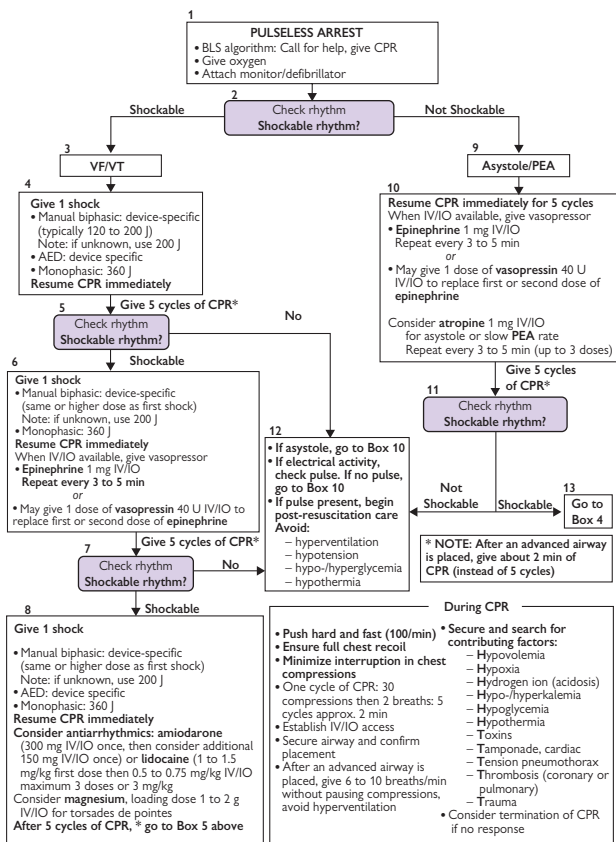 1
PULSELESS ARREST
• BLS algorithm: Call for help, give CPR
• Give oxygen
• Attach monitor/defibrillator
2
Shockable
Check rhythm
Shockable rhythm?
Not Shockable
3
VF/VT
9
Asystole/PEA
4
Give 1 shock
• Manual biphasic: device-specific
(typically 120 to 200 J)
Note: if unknown, use 200 J
• AED: device specific
• Monophasic: 360 J
Resume CPR immediately
10
Resume CPR immediately for 5 cycles
When IV/IO available, give vasopressor
• Epinephrine 1 mg IV/IO
Repeat every 3 to 5 min
or
• May give 1 dose of vasopressin 40 U
IV/IO to replace first or second dose of
epinephrine
Consider atropine 1 mg IV/IO
for asystole or slow PEA rate
Repeat every 3 to 5 min (up to 3 doses)
Give 5 cycles of CPR*
5
Check rhythm
Shockable rhythm?
No
Shockable
Give 5 cycles
of CPR*
11
Check rhythm
Shockable rhythm?
6
Give 1 shock
• Manual biphasic: device-specific
(same or higher dose as first shock)
Note: if unknown, use 200 J
• Monophasic: 360 J
Resume CPR immediately
When IV/IO available, give vasopressor
• Epinephrine 1 mg IV/IO
Repeat every 3 to 5 min
or
• May give 1 dose of vasopressin 40 U IV/IO to
replace first or second dose of epinephrine
12
• If asystole, go to Box 10
• If electrical activity,
check pulse. If no pulse,
go to Box 10
• If pulse present, begin
post-resuscitation care
Avoid:
– hyperventilation
– hypotension
– hypo-/hyperglycemia
– hypothermia
Not
Shockable
Shockable
13
Go to
Box 4
* NOTE: After an advanced airway
is placed, give about 2 min of
CPR (instead of 5 cycles)
Give 5 cycles of CPR*
7
Check rhythm
Shockable rhythm?
No
Shockable
8
Give 1 shock
• Manual biphasic: device-specific
(same or higher dose as first shock)
Note: if unknown, use 200 J
• AED: device specific
• Monophasic: 360 J
Resume CPR immediately
Consider antiarrhythmics: amiodarone
(300 mg IV/IO once, then consider additional
150 mg IV/IO once) or lidocaine (1 to 1.5
mg/kg first dose then 0.5 to 0.75 mg/kg IV/IO
maximum 3 doses or 3 mg/kg
Consider magnesium, loading dose 1 to 2 g
IV/IO for torsades de pointes
After 5 cycles of CPR, * go to Box 5 above
During CPR
• Push hard and fast (100/min)
• Ensure full chest recoil
• Minimize interruption in chest
compressions
• One cycle of CPR: 30
compressions then 2 breaths: 5
cycles approx. 2 min
• Establish IV/IO access
• Secure airway and confirm
placement
• After an advanced airway is
placed, give 6 to 10 breaths/min
without pausing compressions,
avoid hyperventilation
• Secure and search for
contributing factors:
– Hypovolemia
– Hypoxia
– Hydrogen ion (acidosis)
– Hypo-/hyperkalemia
– Hypoglycemia
– Hypothermia
– Toxins
– Tamponade, cardiac
– Tension pneumothorax
– Thrombosis (coronary or
pulmonary)
– Trauma
• Consider termination of CPR
if no response